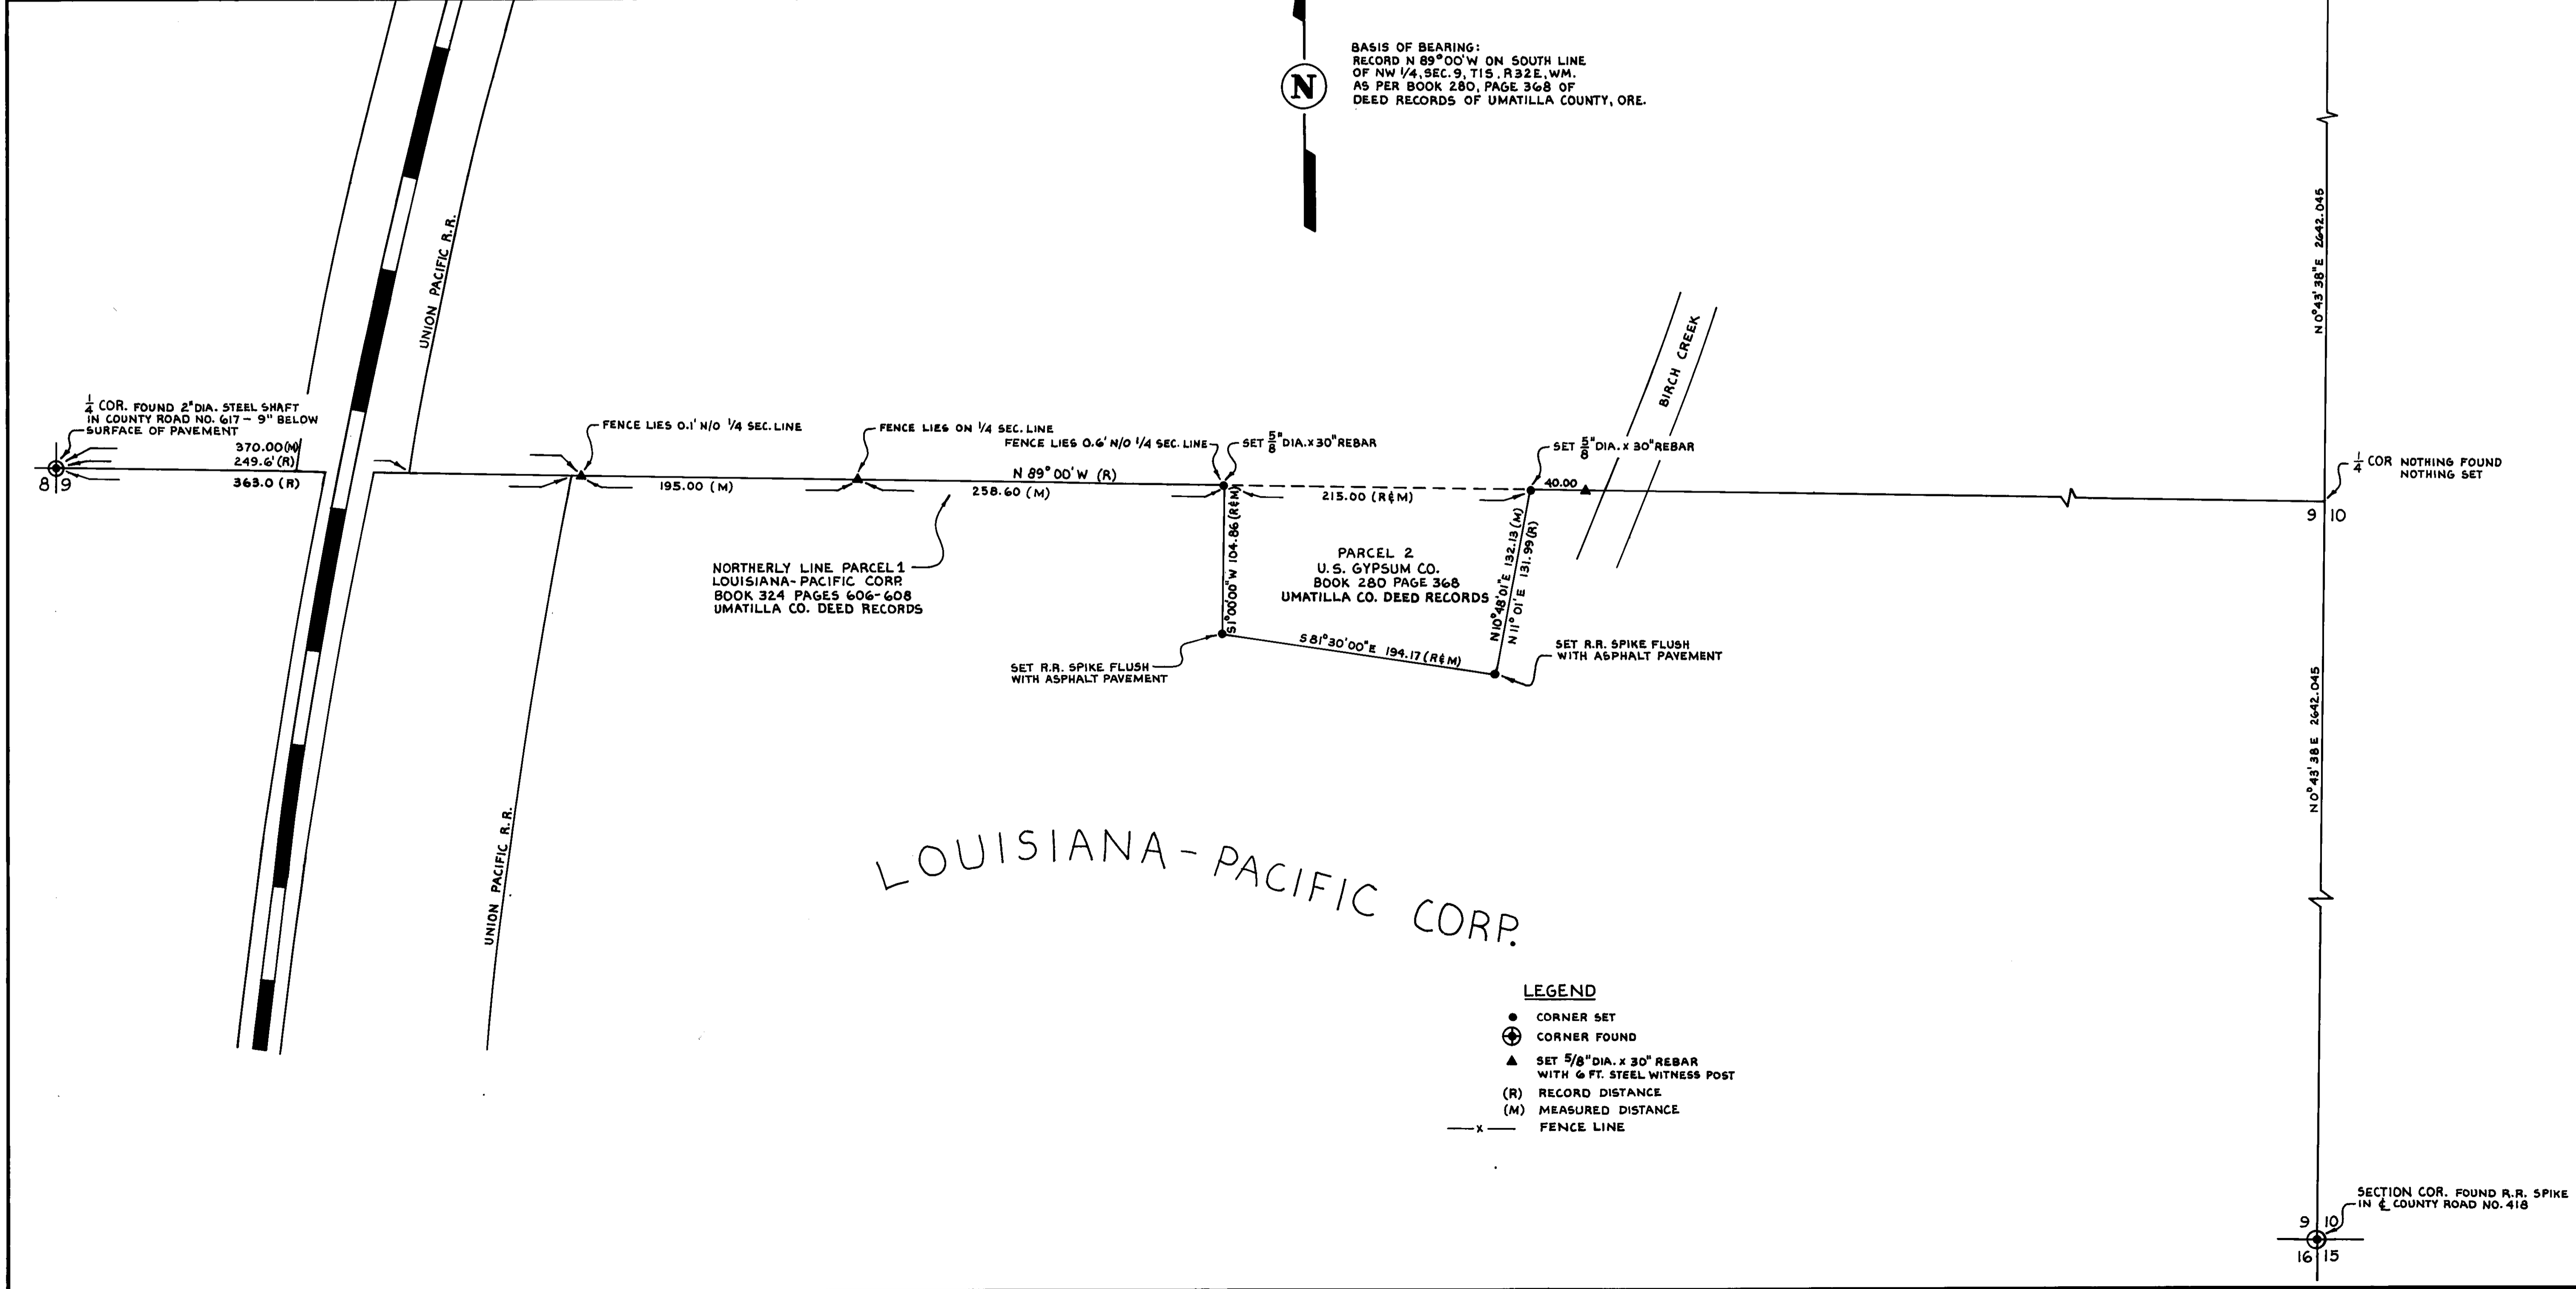 N
BASIS OF BEARING:
RECORD N 89°00'W ON SOUTH LINE
OF NW 1/4, SEC. 9, T1S, R32E, WM.
AS PER BOOK 280, PAGE 368 OF
DEED RECORDS OF UMATILLA COUNTY, ORE.
N 0°43'38"E 2642.045
UNION PACIFIC R.R.
BIRCH CREEK
1/4 COR. FOUND 2" DIA. STEEL SHAFT
IN COUNTY ROAD NO. 617 - 9" BELOW
SURFACE OF PAVEMENT
370.00 (M)
249.6' (R)
363.0 (R)
8 9
FENCE LIES 0.1' N/O 1/4 SEC. LINE
195.00 (M)
FENCE LIES ON 1/4 SEC. LINE
FENCE LIES 0.6' N/O 1/4 SEC. LINE
N 89°00'W (R)
258.60 (M)
SET 5/8" DIA. x 30" REBAR
215.00 (R&M)
SET 5/8" DIA. x 30" REBAR
40.00
1/4 COR NOTHING FOUND
NOTHING SET
9 10
NORTHERLY LINE PARCEL 1
LOUISIANA-PACIFIC CORP.
BOOK 324 PAGES 606-608
UMATILLA CO. DEED RECORDS
S1°00'00"W 104.86 (R&M)
PARCEL 2
U.S. GYPSUM CO.
BOOK 280 PAGE 368
UMATILLA CO. DEED RECORDS
N10°48'01"E 132.13 (M)
N 11°01'E 131.99 (R)
S 81°30'00"E 194.17 (R&M)
SET R.R. SPIKE FLUSH
WITH ASPHALT PAVEMENT
SET R.R. SPIKE FLUSH
WITH ASPHALT PAVEMENT
N 0°43'38 E 2642.045
UNION PACIFIC R.R.
LOUISIANA-PACIFIC CORP.
LEGEND
CORNER SET
CORNER FOUND
SET 5/8" DIA. x 30" REBAR
WITH 6 FT. STEEL WITNESS POST
(R) RECORD DISTANCE
(M) MEASURED DISTANCE
x FENCE LINE
SECTION COR. FOUND R.R. SPIKE
IN ℄ COUNTY ROAD NO. 418
9 10
16 15